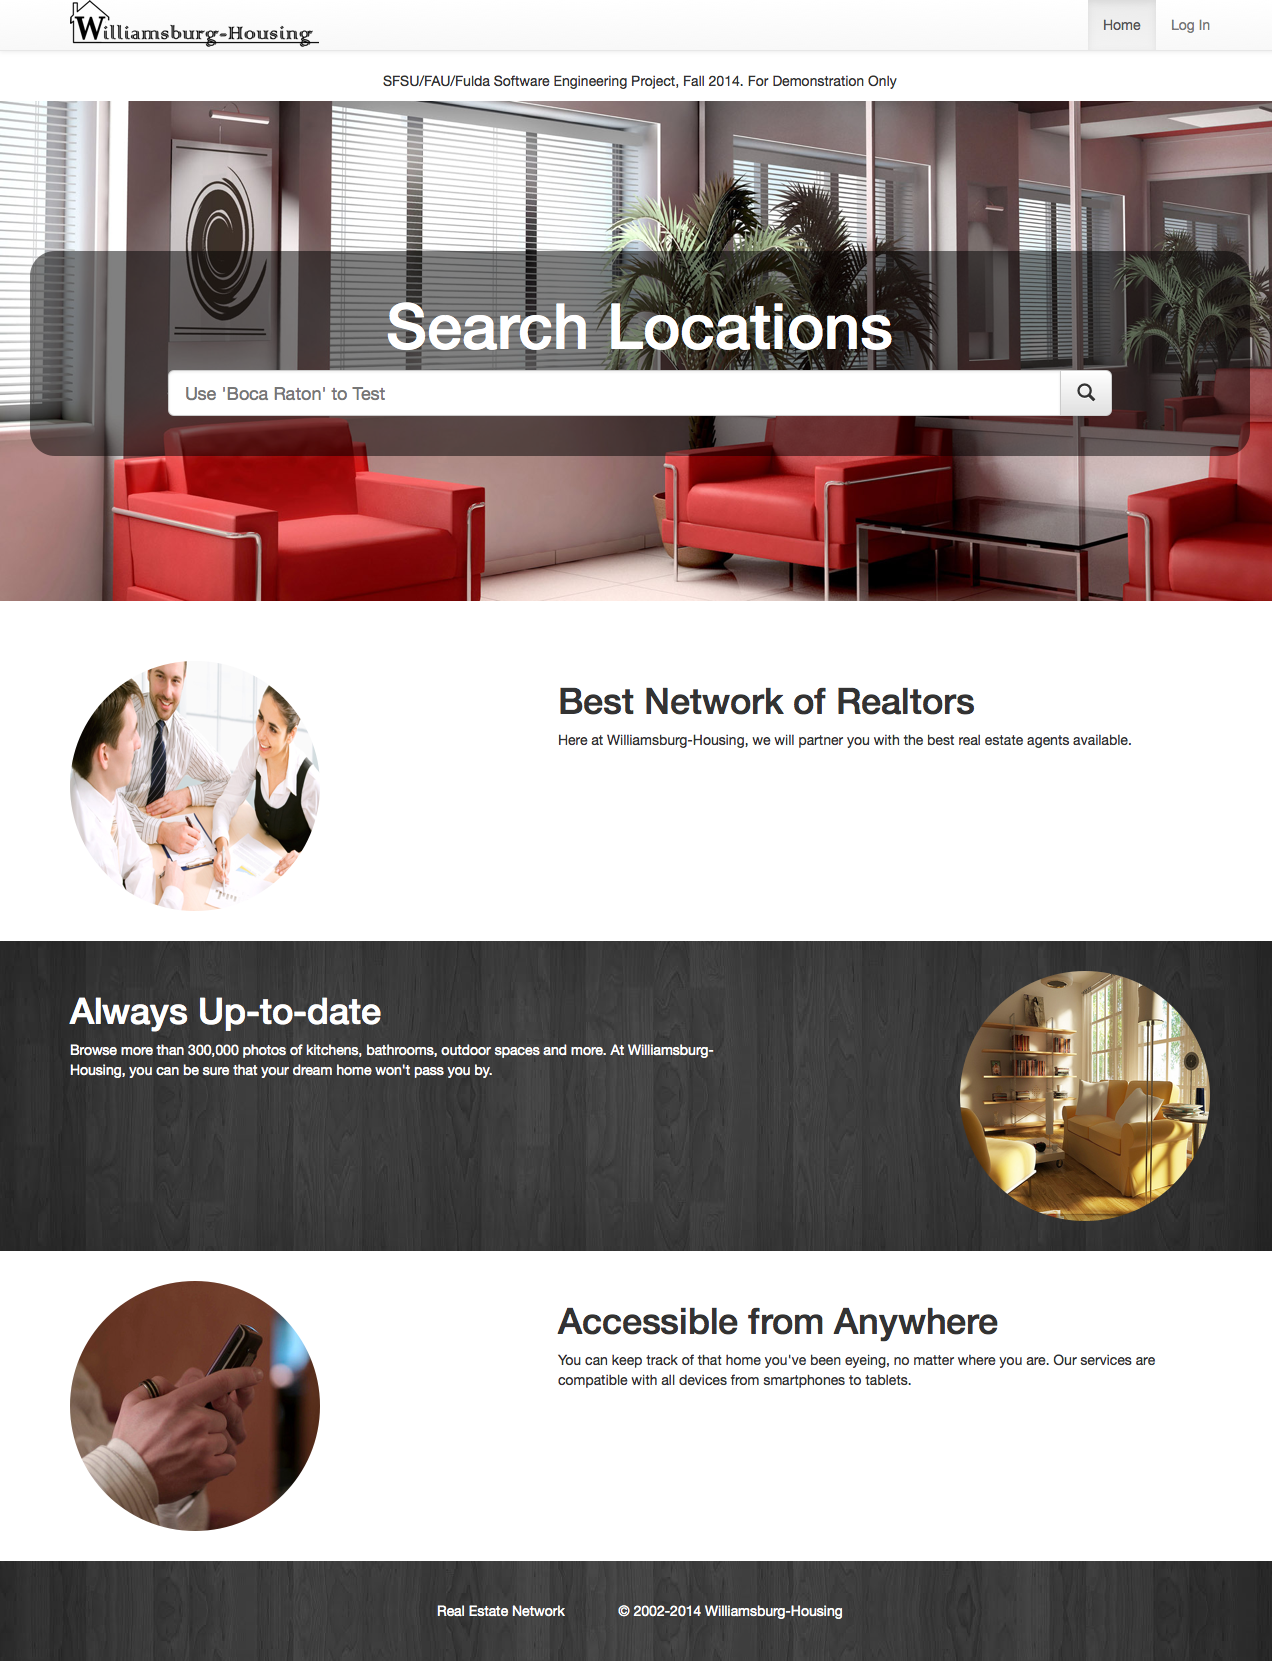 Williamsburg-Housing
Home
Log In
SFSU/FAU/Fulda Software Engineering Project, Fall 2014. For Demonstration Only
Search Locations
Use 'Boca Raton' to Test
Best Network of Realtors
Here at Williamsburg-Housing, we will partner you with the best real estate agents available.
Always Up-to-date
Browse more than 300,000 photos of kitchens, bathrooms, outdoor spaces and more. At Williamsburg-
Housing, you can be sure that your dream home won't pass you by.
Accessible from Anywhere
You can keep track of that home you've been eyeing, no matter where you are. Our services are
compatible with all devices from smartphones to tablets.
Real Estate Network
© 2002-2014 Williamsburg-Housing